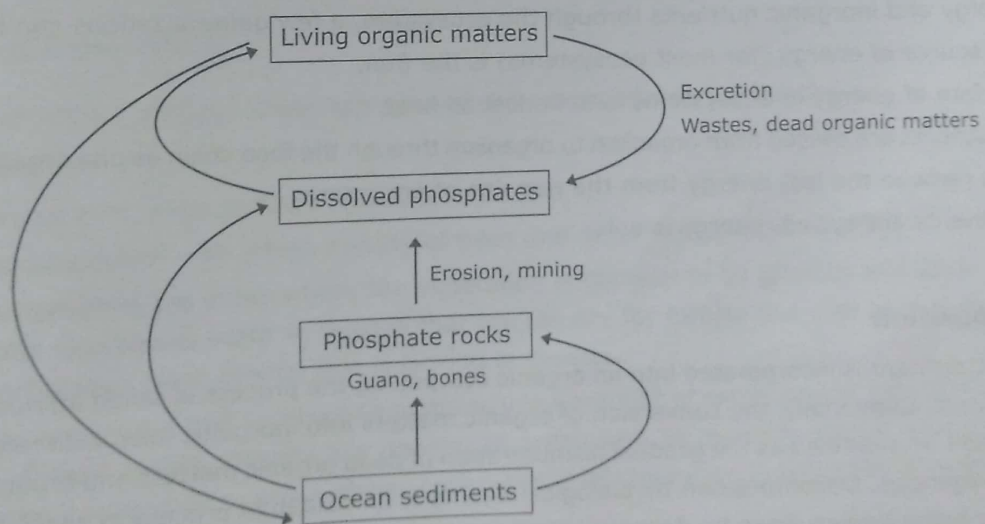 Living organic matters
Excretion
Wastes, dead organic matters
Dissolved phosphates
Erosion, mining
Phosphate rocks
Guano, bones
Ocean sediments